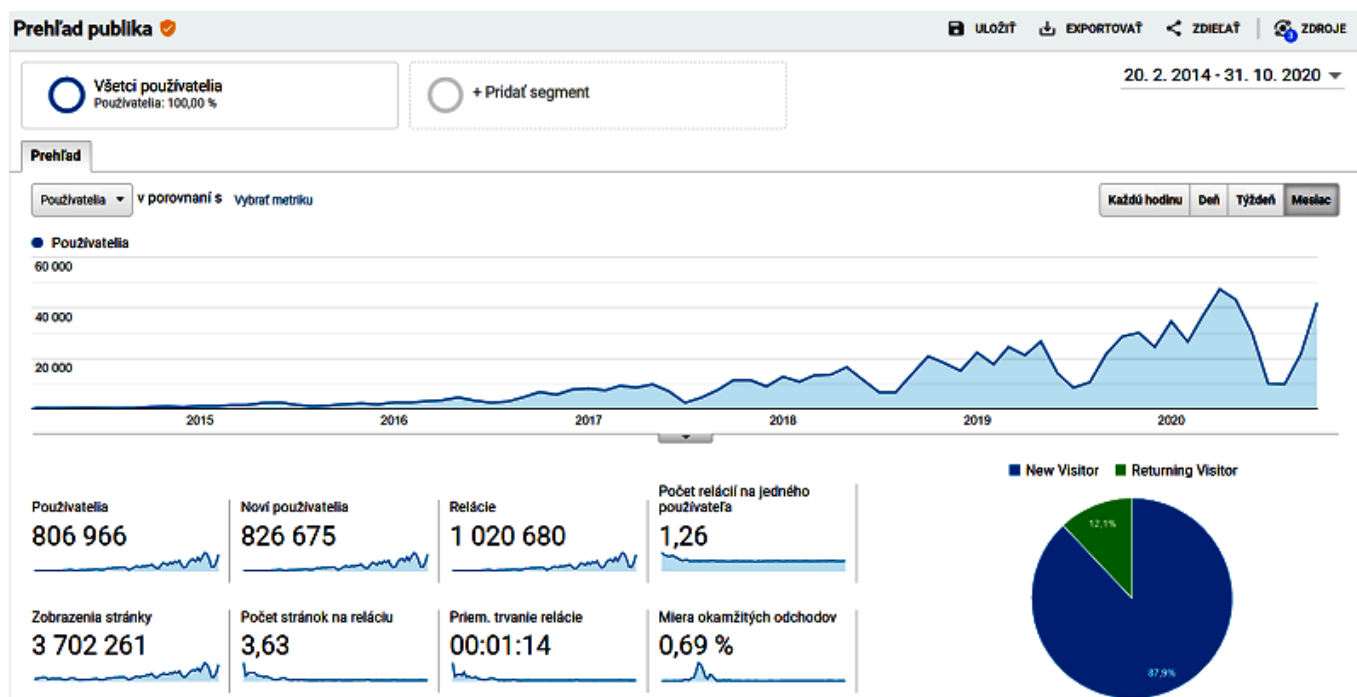 Prehľad publika
ULOŽIŤ EXPORTOVAŤ ZDIEĽAŤ ZDROJE
3
Všetci používatelia
Používatelia: 100,00 %
+ Pridať segment
20. 2. 2014 - 31. 10. 2020
Prehľad
Používatelia v porovnaní s Vybrať metriku
Každú hodinu Deň Týždeň Mesiac
Používatelia
60 000
40 000
20 000
2015 2016 2017 2018 2019 2020
New Visitor Returning Visitor
Používatelia
806 966
Noví používatelia
826 675
Relácie
1 020 680
Počet relácií na jedného
používateľa
1,26
Zobrazenia stránky
3 702 261
Počet stránok na reláciu
3,63
Priem. trvanie relácie
00:01:14
Miera okamžitých odchodov
0,69 %
12,1%
87,9%